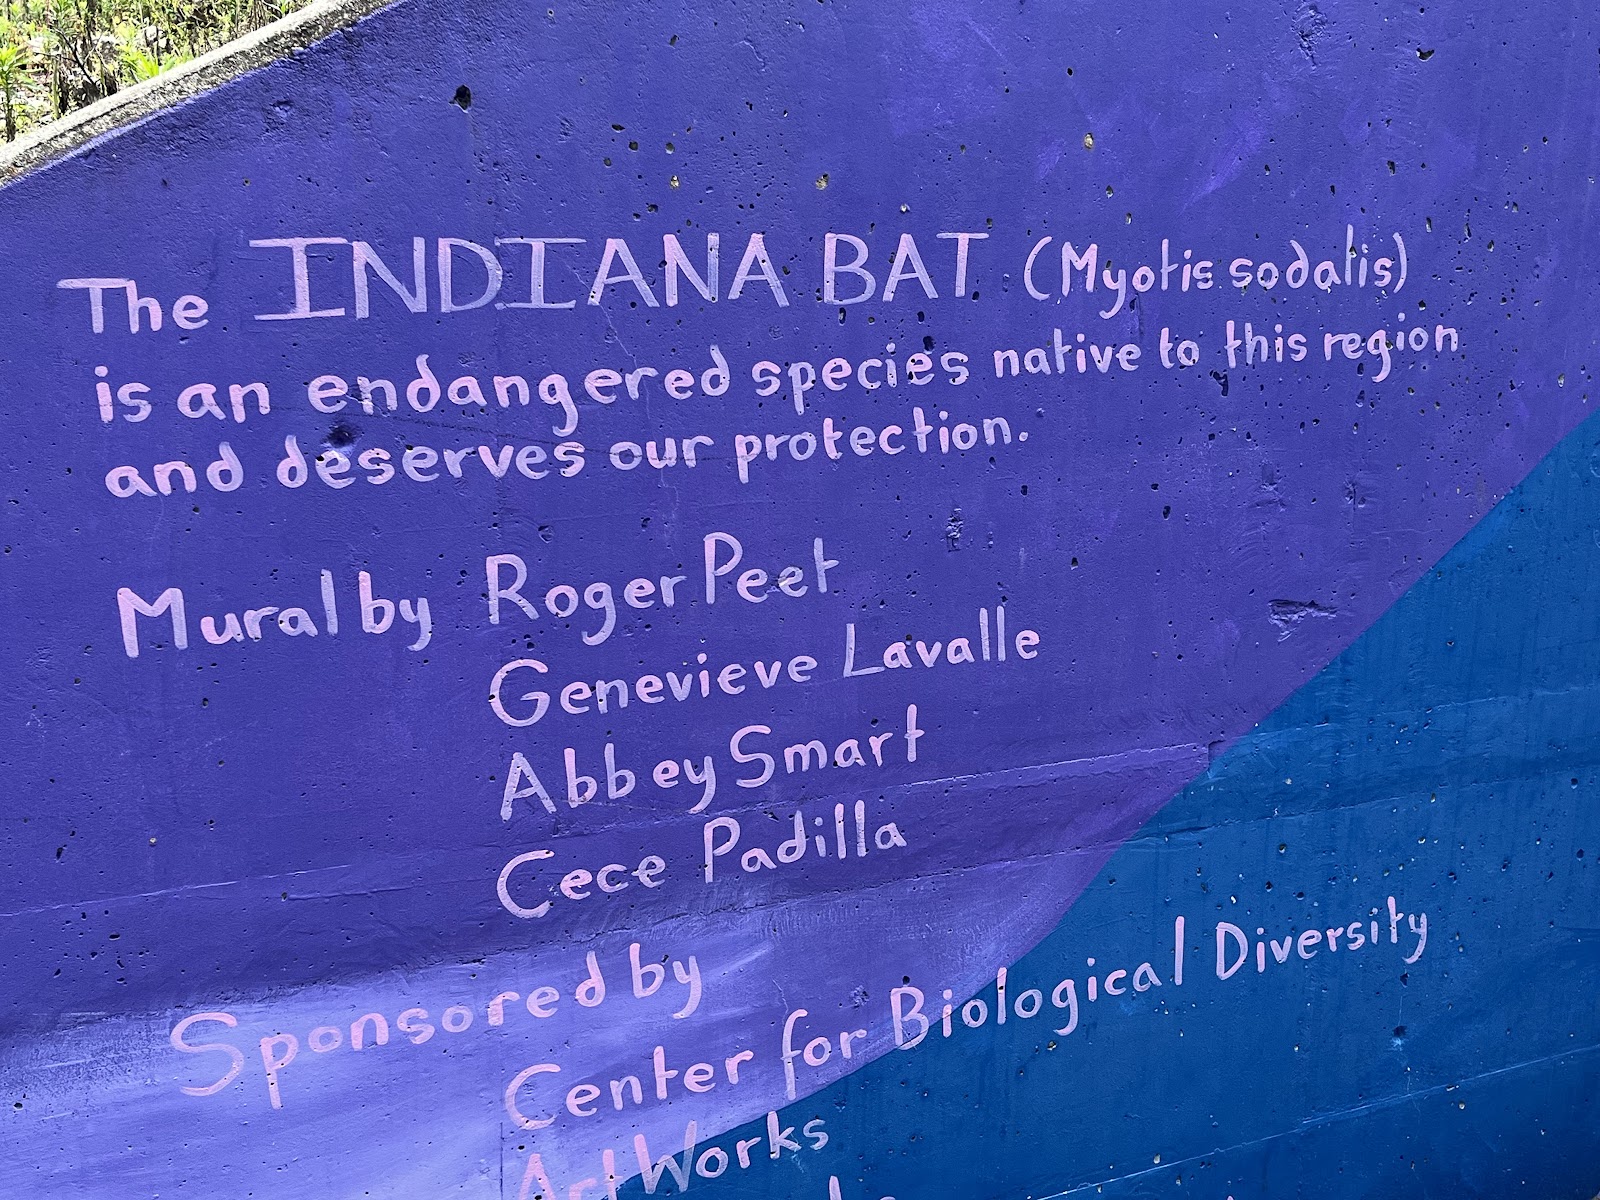 The INDIANA BAT (Myotis sodalis)
is an endangered species native to this region
and deserves our protection.
Mural by Roger Peet
Genevieve Lavalle
Abbey Smart
Cece Padilla
Sponsored by
Center for Biological Diversity
ArtWorks